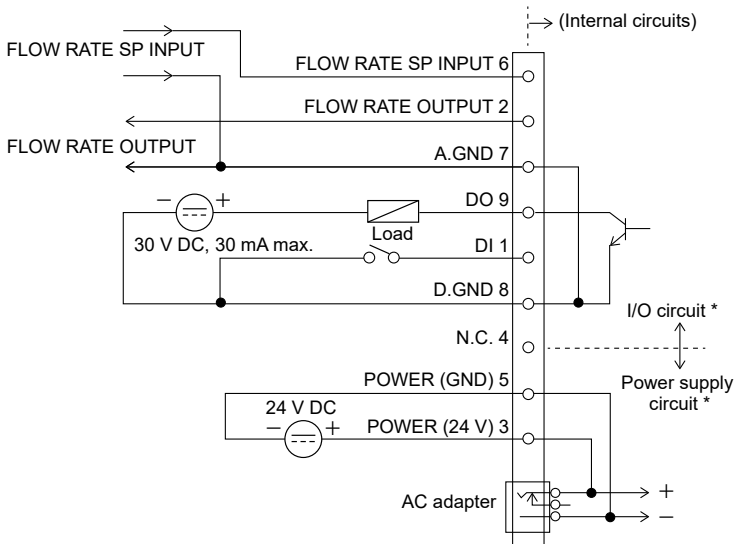 (Internal circuits)
FLOW RATE SP INPUT
FLOW RATE SP INPUT 6
FLOW RATE OUTPUT 2
FLOW RATE OUTPUT
A.GND 7
− +
DO 9
30 V DC, 30 mA max.
Load
DI 1
D.GND 8
I/O circuit *
N.C. 4
Power supply
circuit *
POWER (GND) 5
24 V DC
− +
POWER (24 V) 3
AC adapter
+
−